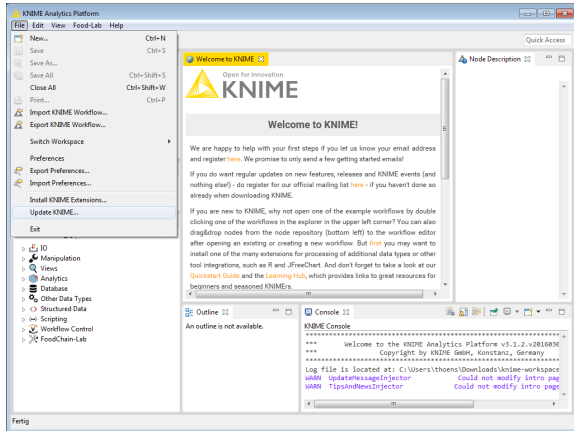 KNIME Analytics Platform
File Edit View Food-Lab Help
New... Ctrl+N
Save Ctrl+S
Save As...
Save All Ctrl+Shift+S
Close All Ctrl+Shift+W
Print... Ctrl+P
Import KNIME Workflow...
Export KNIME Workflow...
Switch Workspace
Preferences
Export Preferences...
Import Preferences...
Install KNIME Extensions...
Update KNIME...
Exit
IO
Manipulation
Views
Analytics
Database
Other Data Types
Structured Data
Scripting
Workflow Control
FoodChain-Lab
Quick Access
Welcome to KNIME
Open for Innovation
KNIME
Welcome to KNIME!
We are happy to help with your first steps if you let us know your email address
and register here. We promise to only send a few getting started emails!
If you do want regular updates on new features, releases and KNIME events (and
nothing else!) - do register for our official mailing list here - if you haven't done so
already when downloading KNIME.
If you are new to KNIME, why not open one of the example workflows by double
clicking one of the workflows in the explorer in the upper left corner? You can also
drag&drop nodes from the node repository (bottom left) to the workflow editor
after opening an existing or creating a new workflow. But first you may want to
install one of the many extensions for processing of additional data types or other
tool integrations, such as R and JFreeChart. And don't forget to take a look at our
Quickstart Guide and the Learning Hub, which provides links to great resources for
beginners and seasoned KNIMErs.
Node Description
Outline
An outline is not available.
Console
KNIME Console
********************************************************************
*** Welcome to the KNIME Analytics Platform v3.1.2.v2016030
*** Copyright by KNIME GmbH, Konstanz, Germany
********************************************************************
Log file is located at: C:\Users\thoens\Downloads\knime-workspace
WARN UpdateMessageInjector Could not modify intro page
WARN TipsAndNewsInjector Could not modify intro page
Fertig